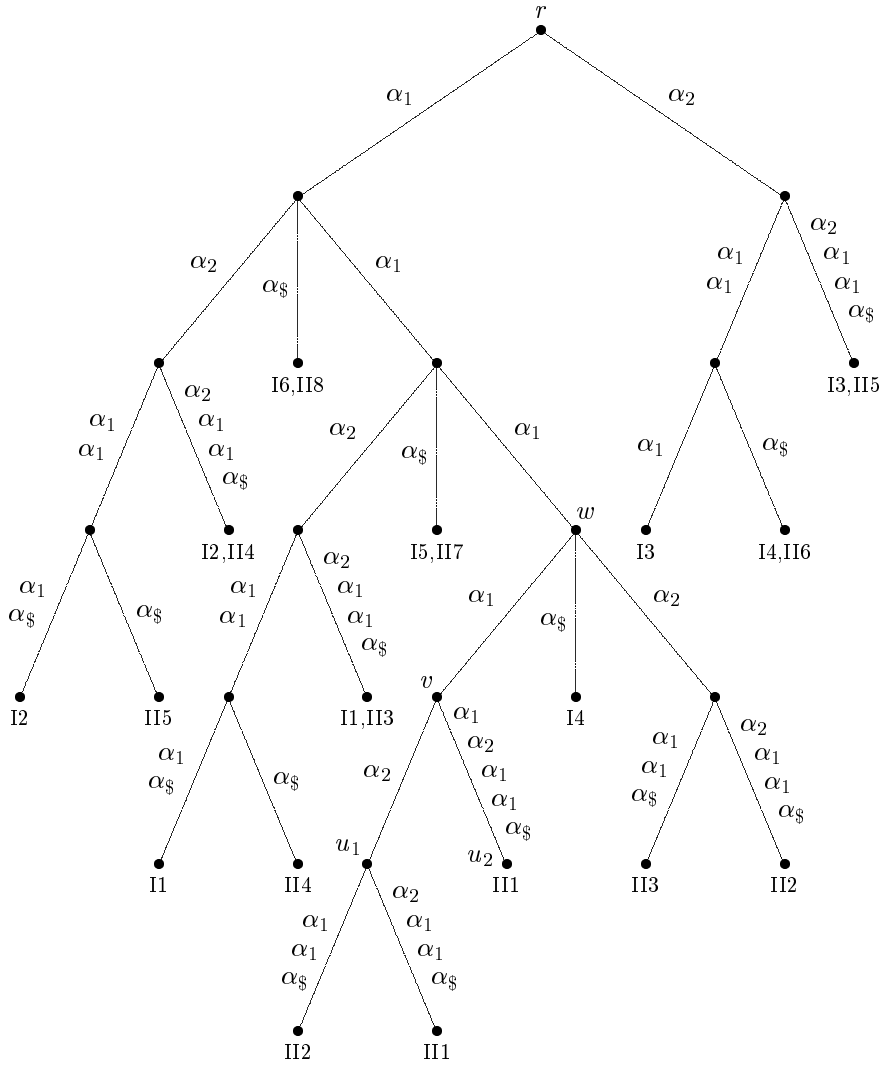 r
α₁ α₂
α₂ α$ α₁ α₁ α₁ α₂ α₁ α₁ α$
I6,II8 I3,II5
α₁ α₁ α₂ α₁ α₁ α$ α₂ α$ α₁ α₁ α$
w
I2,II4 I5,II7 I3 I4,II6
α₁ α$ α$ α₁ α₁ α₂ α₁ α₁ α$ α₁ α$ α₂
v
I2 II5 I1,II3 I4
α₁ α$ α$ α₂ α₁ α₂ α₁ α₁ α$ α₁ α₁ α$ α₂ α₁ α₁ α$
u₁ u₂
I1 II4 II1 II3 II2
α₁ α₁ α$ α₂ α₁ α₁ α$
II2 II1